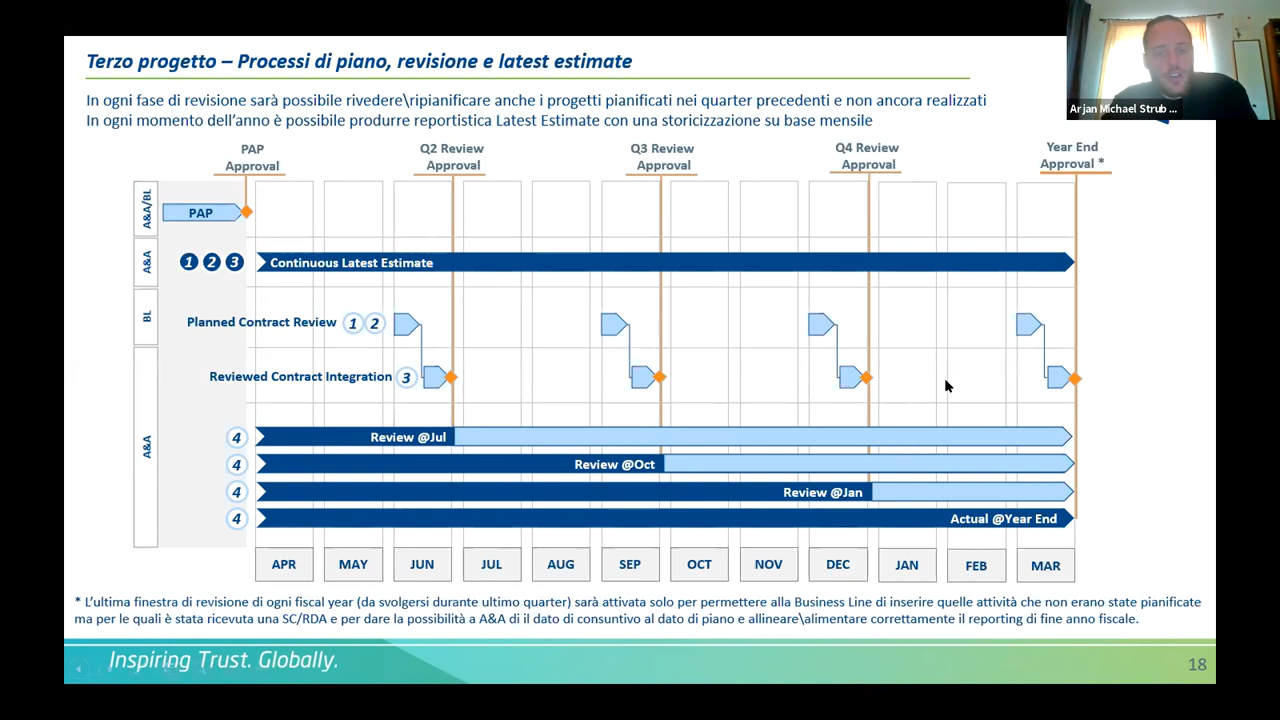 Terzo progetto – Processi di piano, revisione e latest estimate
Arjan Michael Strub ...
In ogni fase di revisione sarà possibile rivedere\ripianificare anche i progetti pianificati nei quarter precedenti e non ancora realizzati
In ogni momento dell'anno è possibile produrre reportistica Latest Estimate con una storicizzazione su base mensile
PAP
Approval
Q2 Review
Approval
Q3 Review
Approval
Q4 Review
Approval
Year End
Approval *
A&A/BL
PAP
A&A
1 2 3
Continuous Latest Estimate
BL
Planned Contract Review 1 2
Reviewed Contract Integration 3
A&A
4 Review @Jul
4 Review @Oct
4 Review @Jan
4 Actual @Year End
APR MAY JUN JUL AUG SEP OCT NOV DEC JAN FEB MAR
* L'ultima finestra di revisione di ogni fiscal year (da svolgersi durante ultimo quarter) sarà attivata solo per permettere alla Business Line di inserire quelle attività che non erano state pianificate
ma per le quali è stata ricevuta una SC/RDA e per dare la possibilità a A&A di il dato di consuntivo al dato di piano e allineare\alimentare correttamente il reporting di fine anno fiscale.
Inspiring Trust. Globally.
18